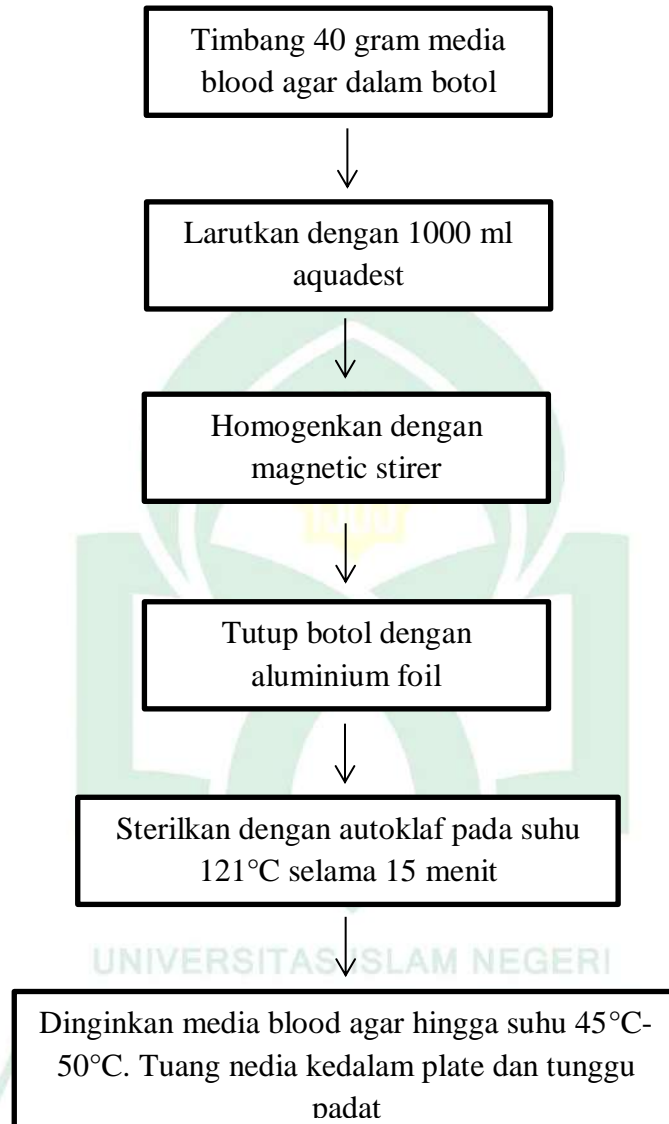 Timbang 40 gram media
blood agar dalam botol
Larutkan dengan 1000 ml
aquadest
Homogenkan dengan
magnetic stirer
1303
Tutup botol dengan
aluminium foil
Sterilkan dengan autoklaf pada suhu
121°C selama 15 menit
UNIVERSITAS ISLAM NEGERI
Dinginkan media blood agar hingga suhu 45°C-
50°C. Tuang nedia kedalam plate dan tunggu
padat